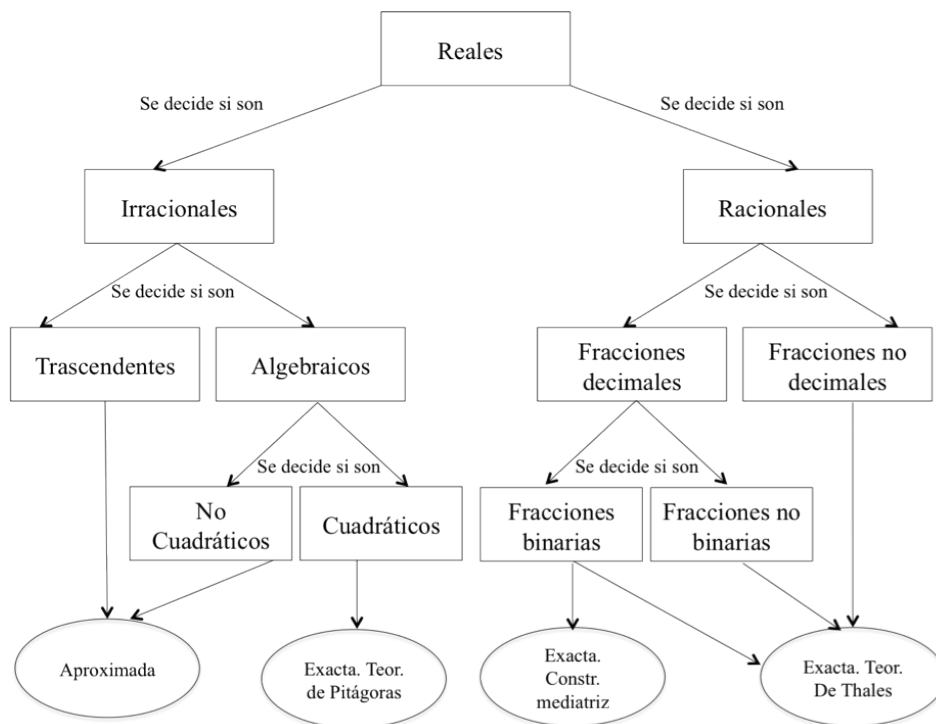 Reales
Se decide si son
Se decide si son
Irracionales
Racionales
Se decide si son
Se decide si son
Trascendentes
Algebraicos
Fracciones
decimales
Fracciones no
decimales
Se decide si son
Se decide si son
No
Cuadráticos
Cuadráticos
Fracciones
binarias
Fracciones no
binarias
Aproximada
Exacta. Teor.
de Pitágoras
Exacta.
Constr.
mediatriz
Exacta. Teor.
De Thales